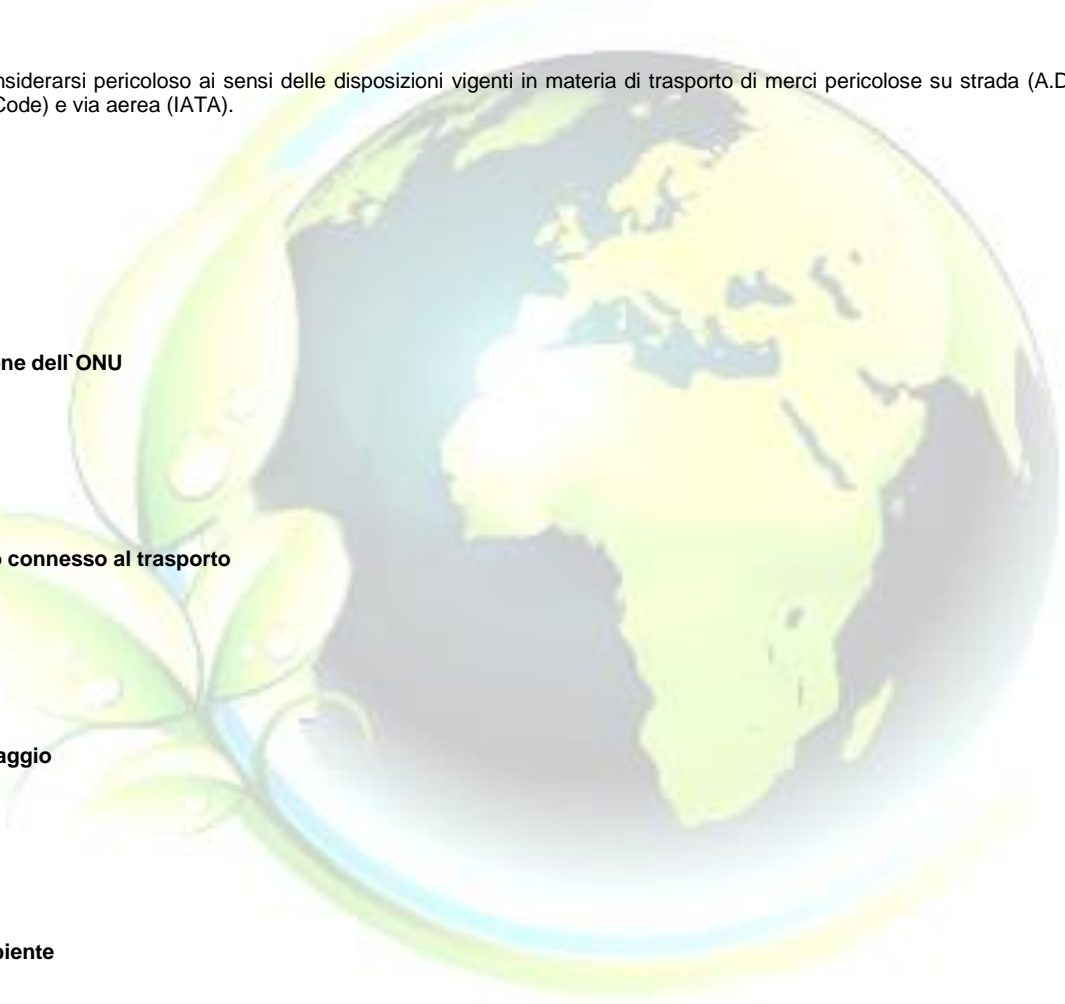 nsiderarsi pericoloso ai sensi delle disposizioni vigenti in materia di trasporto di merci pericolose su strada (A.D
Code) e via aerea (IATA).
ne dell`ONU
o connesso al trasporto
aggio
piente